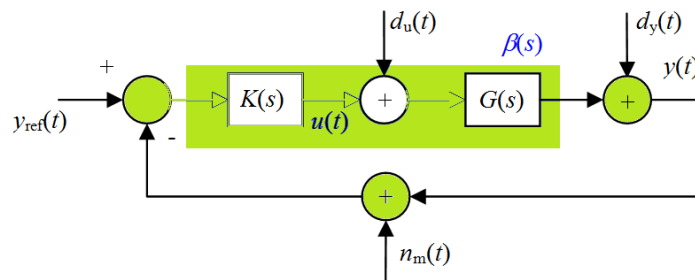 d_u(t)
d_y(t)
β(s)
y(t)
+
K(s)
+
G(s)
+
y_ref(t)
-
u(t)
+
n_m(t)